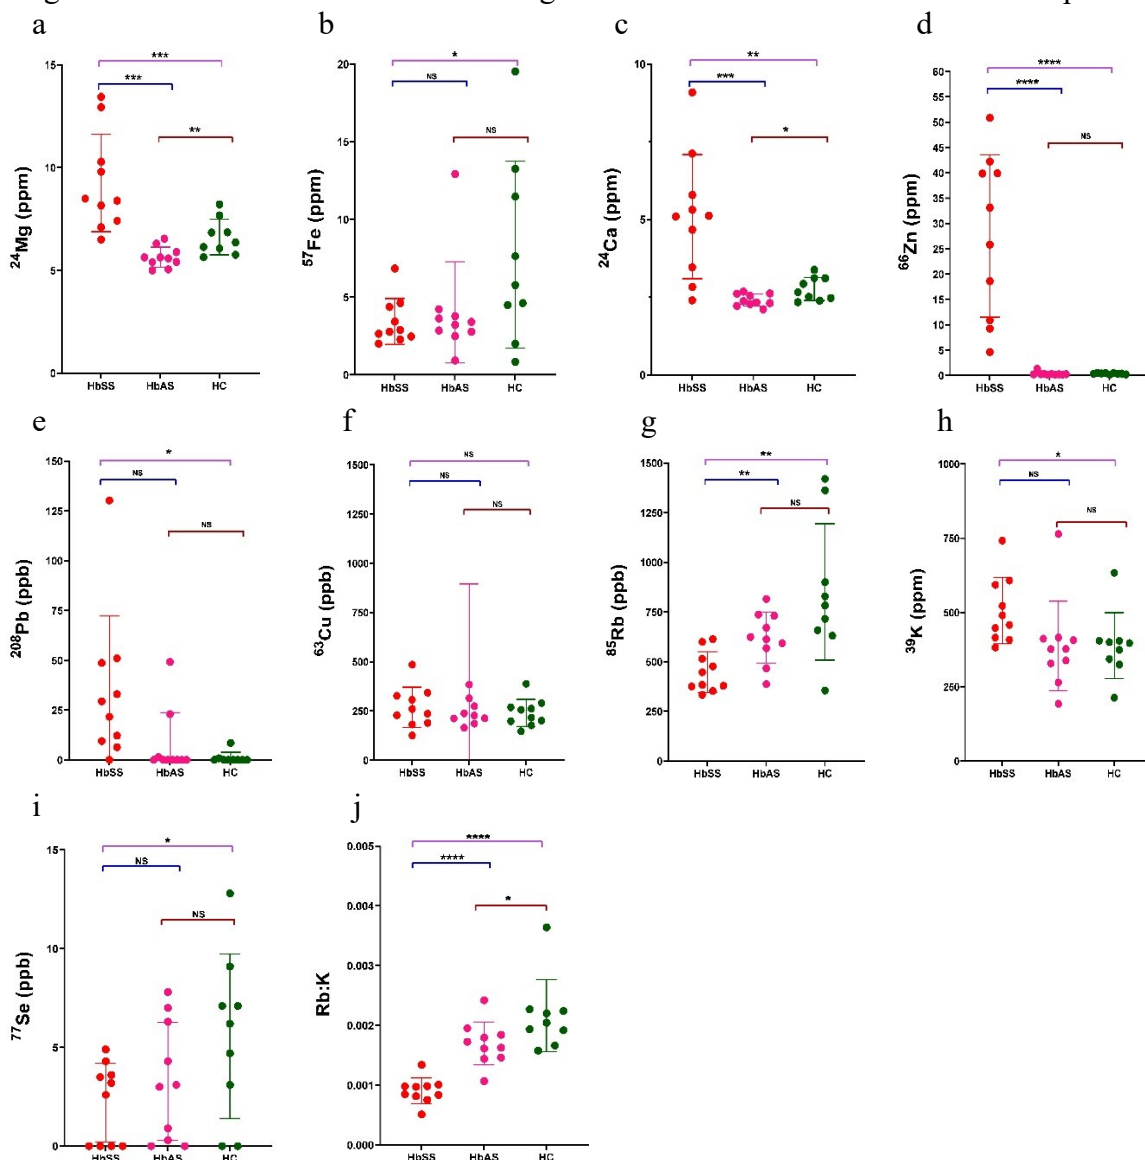 a b c d
*** * ** ****
*** NS *** ****
** NS * NS
²⁴Mg (ppm) ⁵⁷Fe (ppm) ²⁴Ca (ppm) ⁶⁶Zn (ppm)
15 10 5 0
20 15 10 5 0
10 5 0
60 55 50 45 40 35 30 25 20 15 10 5 0
HbSS HbAS HC HbSS HbAS HC HbSS HbAS HC HbSS HbAS HC
e f g h
* NS ** *
NS NS ** NS
NS NS NS NS
²⁰⁸Pb (ppb) ⁶³Cu (ppb) ⁸⁵Rb (ppb) ³⁹K (ppm)
150 125 100 75 50 25 0
1500 1250 1000 750 500 250 0
1500 1250 1000 750 500 250 0
1000 750 500 250 0
HbSS HbAS HC HbSS HbAS HC HbSS HbAS HC HbSS HbAS HC
i j
* ****
NS ****
NS *
⁷⁷Se (ppb) Rb:K
15 10 5 0
0.005 0.004 0.003 0.002 0.001 0.000
HbSS HbAS HC HbSS HbAS HC